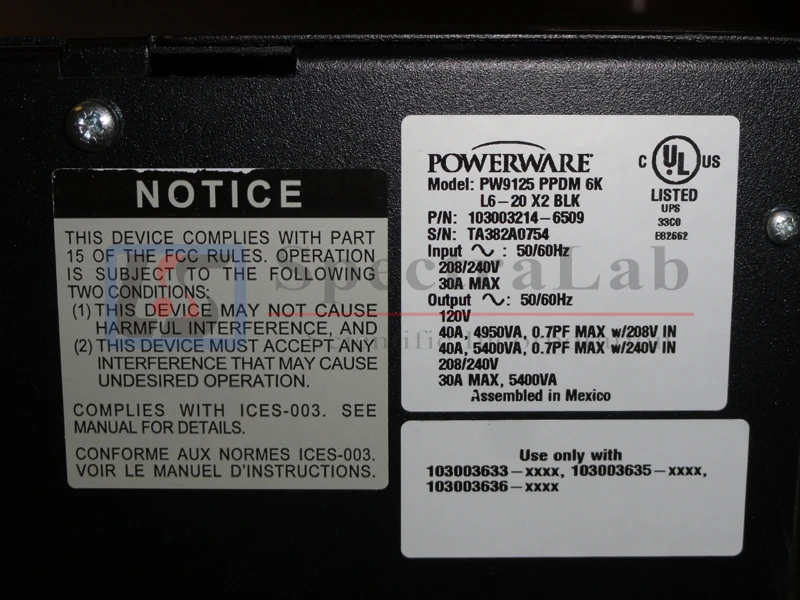 NOTICE
THIS DEVICE COMPLIES WITH PART
15 OF THE FCC RULES. OPERATION
IS SUBJECT TO THE FOLLOWING
TWO CONDITIONS:
(1) THIS DEVICE MAY NOT CAUSE
HARMFUL INTERFERENCE, AND
(2) THIS DEVICE MUST ACCEPT ANY
INTERFERENCE THAT MAY CAUSE
UNDESIRED OPERATION.
COMPLIES WITH ICES-003. SEE
MANUAL FOR DETAILS.
CONFORME AUX NORMES ICES-003.
VOIR LE MANUEL D'INSTRUCTIONS.
POWERWARE®
Model: PW9125 PPDM 6K
L6-20 X2 BLK
P/N: 103003214-6509
S/N: TA382A0754
Input ∿ : 50/60Hz
208/240V
30A MAX
Output ∿: 50/60Hz
120V
40A, 4950VA, 0.7PF MAX w/208V IN
40A, 5400VA, 0.7PF MAX w/240V IN
208/240V
30A MAX, 5400VA
Assembled in Mexico
C UL US
LISTED
UPS
33C0
E82662
Use only with
103003633-xxxx, 103003635-xxxx,
103003636-xxxx
SpectraLab